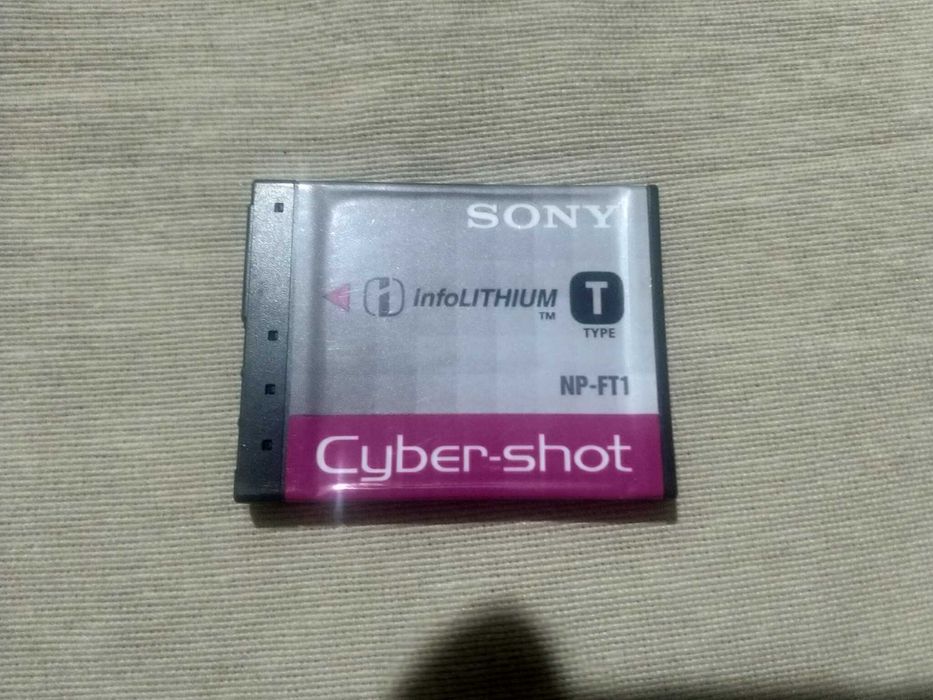 SONY
infoLITHIUM ™
T
TYPE
NP-FT1
Cyber-shot